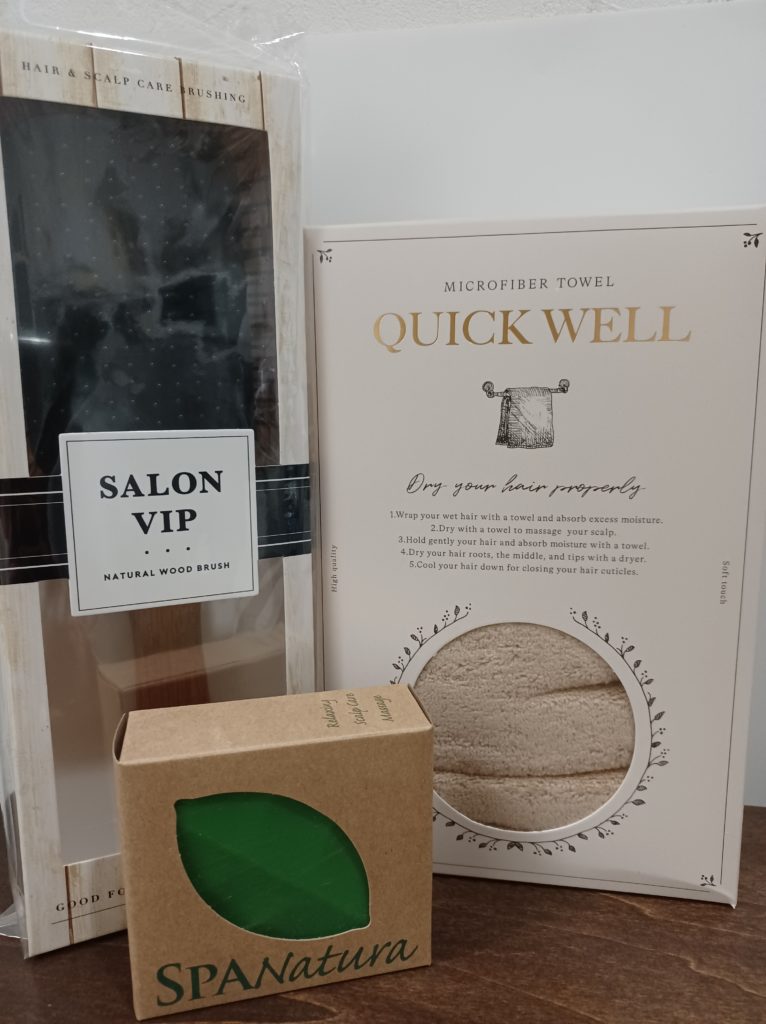 HAIR & SCALP CARE BRUSHING
SALON
VIP
NATURAL WOOD BRUSH
GOOD FO
MICROFIBER TOWEL
QUICK WELL
Dry your hair properly
1.Wrap your wet hair with a towel and absorb excess moisture.
2.Dry with a towel to massage your scalp.
3.Hold gently your hair and absorb moisture with a towel.
4.Dry your hair roots, the middle, and tips with a dryer.
5.Cool your hair down for closing your hair cuticles.
High quality
Soft touch
Relaxing
Scalp Care
Massage
SPANatura